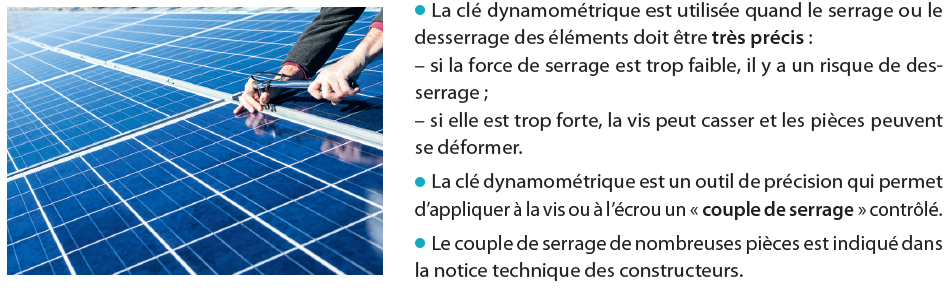 ● La clé dynamométrique est utilisée quand le serrage ou le
desserrage des éléments doit être très précis :
– si la force de serrage est trop faible, il y a un risque de des-
serrage ;
– si elle est trop forte, la vis peut casser et les pièces peuvent
se déformer.
● La clé dynamométrique est un outil de précision qui permet
d’appliquer à la vis ou à l’écrou un « couple de serrage » contrôlé.
● Le couple de serrage de nombreuses pièces est indiqué dans
la notice technique des constructeurs.